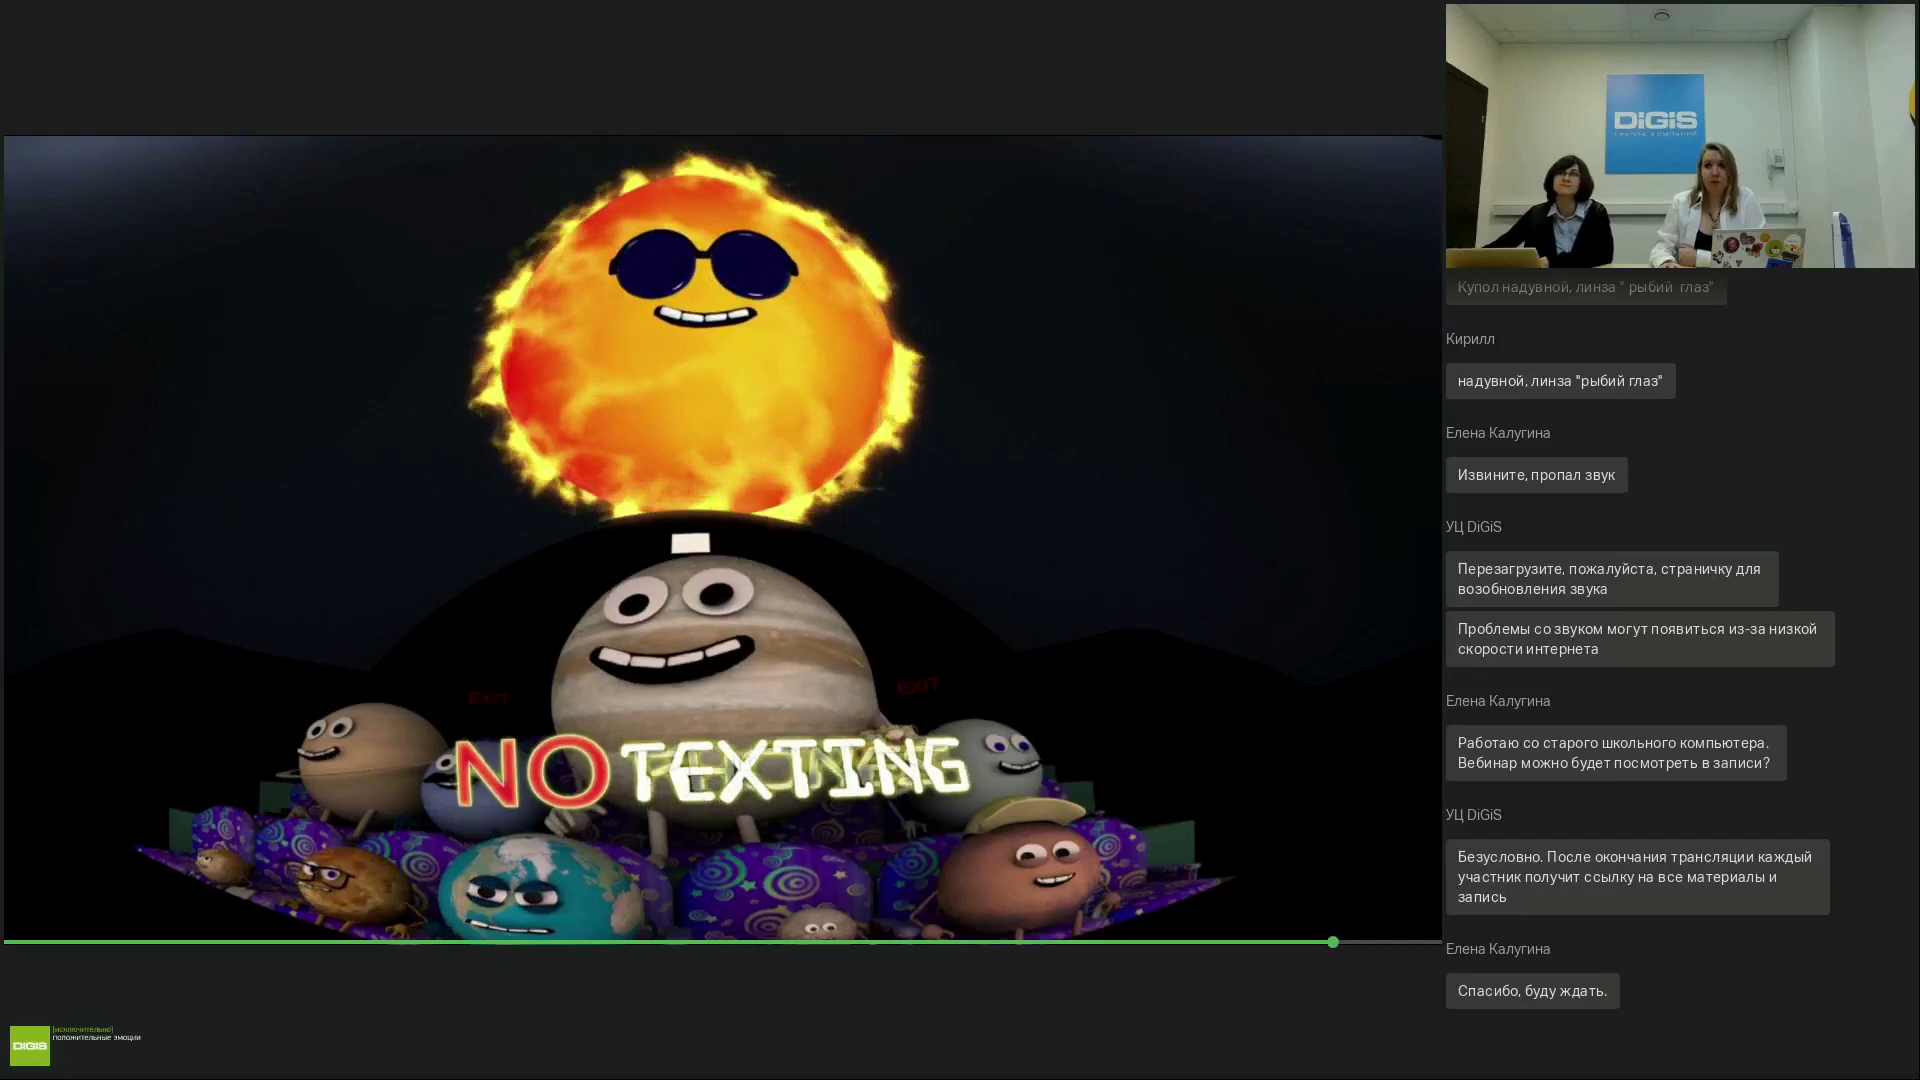 DiGiS
ГРУППА КОМПАНИЙ
EXIT
EXIT
NO TEXTING
Купол надувной, линза " рыбий глаз"
Кирилл
надувной, линза "рыбий глаз"
Елена Калугина
Извините, пропал звук
УЦ DiGiS
Перезагрузите, пожалуйста, страничку для
возобновления звука
Проблемы со звуком могут появиться из-за низкой
скорости интернета
Елена Калугина
Работаю со старого школьного компьютера.
Вебинар можно будет посмотреть в записи?
УЦ DiGiS
Безусловно. После окончания трансляции каждый
участник получит ссылку на все материалы и
запись
Елена Калугина
Спасибо, буду ждать.
DiGiS
[исключительно]
положительные эмоции